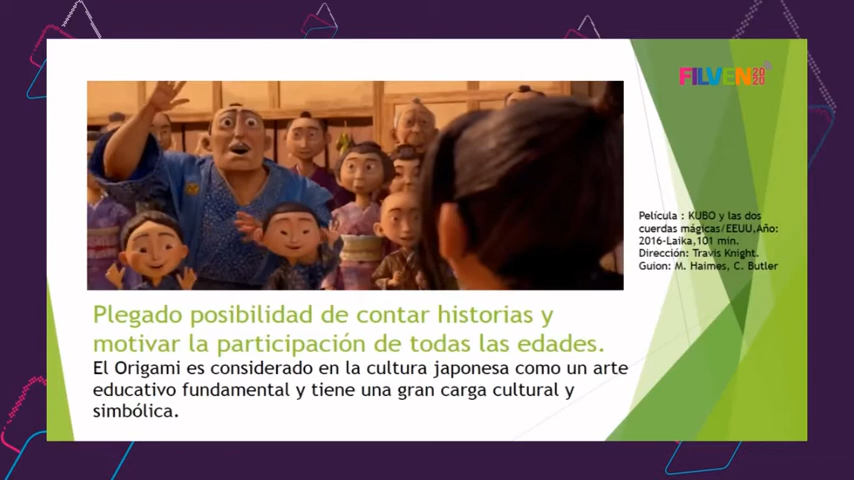 FILVEN 2020
Película : KUBO y las dos
cuerdas mágicas/EEUU,Año:
2016-Laika,101 min.
Dirección: Travis Knight.
Guion: M. Haimes, C. Butler
Plegado posibilidad de contar historias y
motivar la participación de todas las edades.
El Origami es considerado en la cultura japonesa como un arte
educativo fundamental y tiene una gran carga cultural y
simbólica.